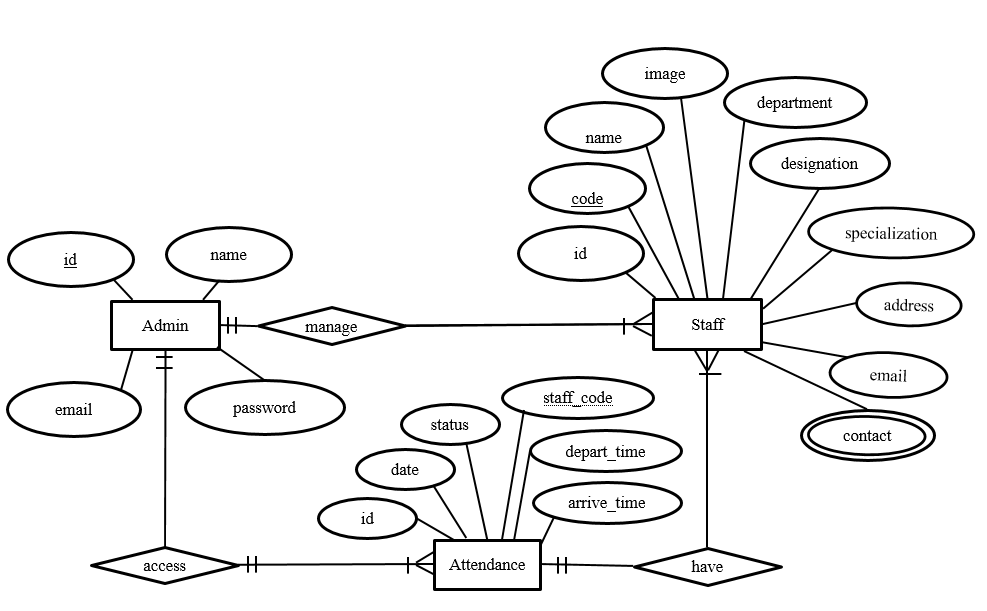 image
department
name
designation
code
specialization
id
id
name
address
Admin
manage
Staff
email
email
password
staff_code
status
contact
depart_time
date
arrive_time
id
access
Attendance
have